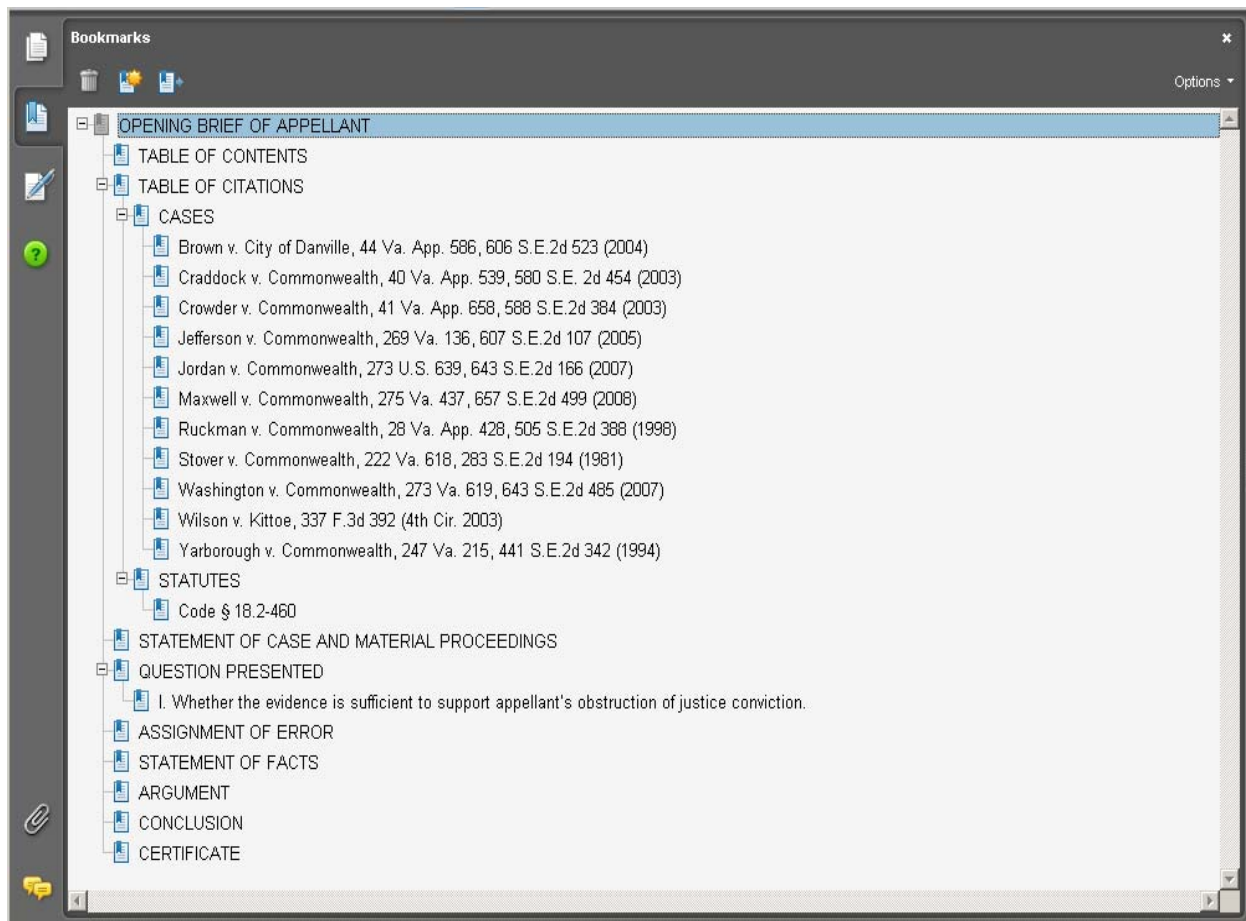 Bookmarks
Options
OPENING BRIEF OF APPELLANT
TABLE OF CONTENTS
TABLE OF CITATIONS
CASES
Brown v. City of Danville, 44 Va. App. 586, 606 S.E.2d 523 (2004)
Craddock v. Commonwealth, 40 Va. App. 539, 580 S.E. 2d 454 (2003)
Crowder v. Commonwealth, 41 Va. App. 658, 588 S.E.2d 384 (2003)
Jefferson v. Commonwealth, 269 Va. 136, 607 S.E.2d 107 (2005)
Jordan v. Commonwealth, 273 U.S. 639, 643 S.E.2d 166 (2007)
Maxwell v. Commonwealth, 275 Va. 437, 657 S.E.2d 499 (2008)
Ruckman v. Commonwealth, 28 Va. App. 428, 505 S.E.2d 388 (1998)
Stover v. Commonwealth, 222 Va. 618, 283 S.E.2d 194 (1981)
Washington v. Commonwealth, 273 Va. 619, 643 S.E.2d 485 (2007)
Wilson v. Kittoe, 337 F.3d 392 (4th Cir. 2003)
Yarborough v. Commonwealth, 247 Va. 215, 441 S.E.2d 342 (1994)
STATUTES
Code § 18.2-460
STATEMENT OF CASE AND MATERIAL PROCEEDINGS
QUESTION PRESENTED
I. Whether the evidence is sufficient to support appellant's obstruction of justice conviction.
ASSIGNMENT OF ERROR
STATEMENT OF FACTS
ARGUMENT
CONCLUSION
CERTIFICATE